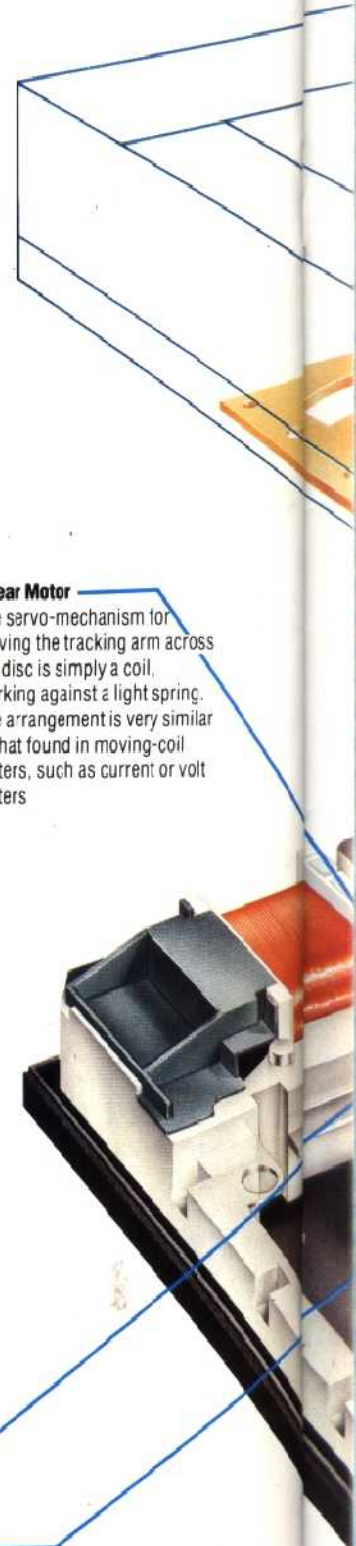 ear Motor
e servo-mechanism for
ving the tracking arm across
disc is simply a coil,
rking against a light spring.
e arrangement is very similar
hat found in moving-coil
ters, such as current or volt
ters